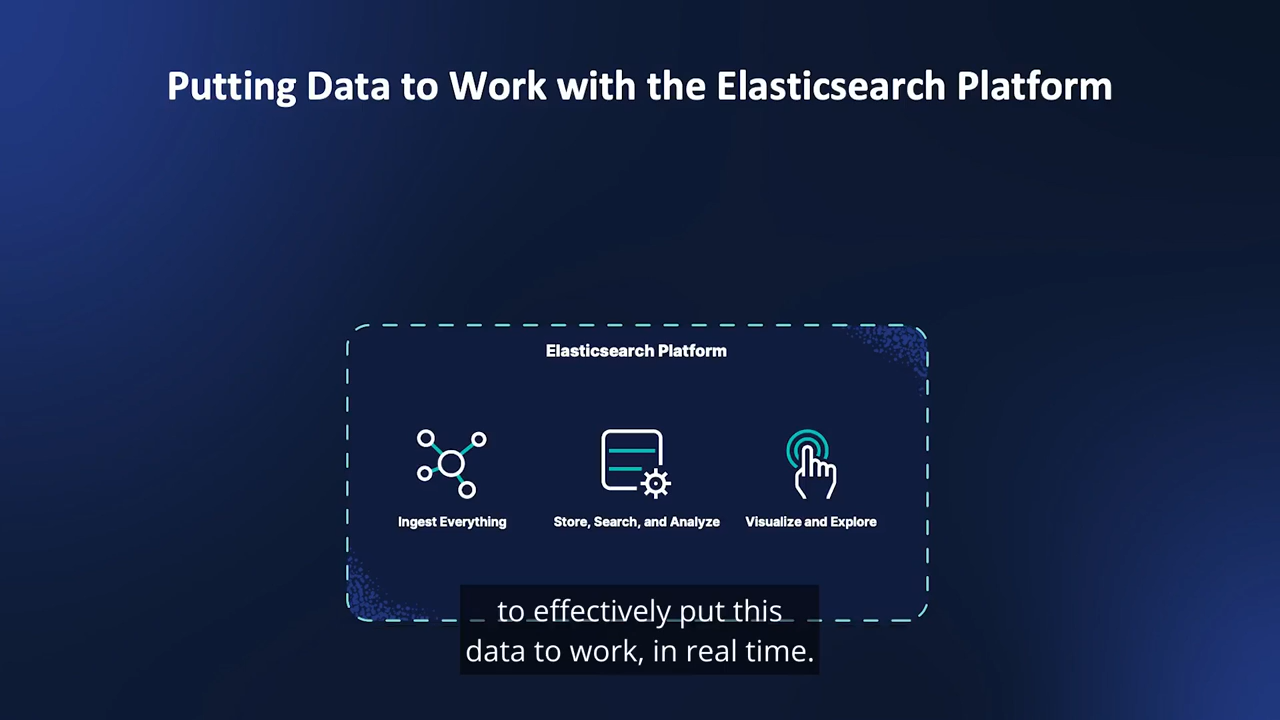 Putting Data to Work with the Elasticsearch Platform
Elasticsearch Platform
Ingest Everything
Store, Search, and Analyze
Visualize and Explore
to effectively put this
data to work, in real time.